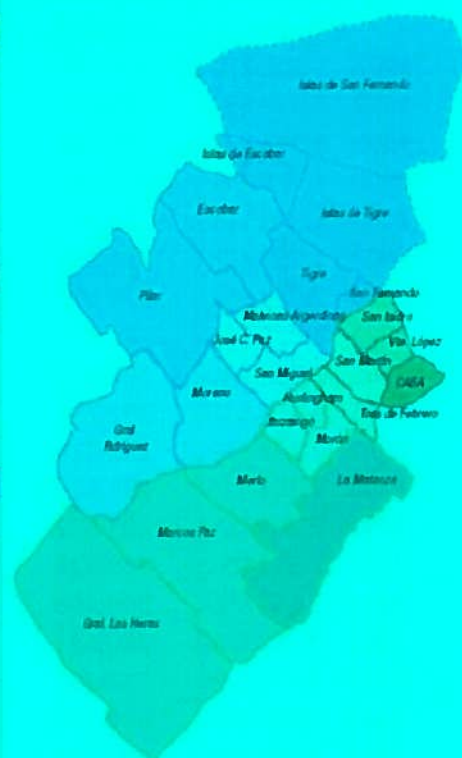 Islas de San Fernando
Islas de Escobar
Escobar
Islas de Tigre
Tigre
Pilar
San Fernando
Malvinas Argentinas
San Isidro
José C. Paz
Vte. López
San Martín
San Miguel
CABA
Moreno
Hurlingham
Tres de Febrero
Ituzaingó
Gral
Rdríguez
Morón
Merlo
La Matanza
Marcos Paz
Gral. Las Heras